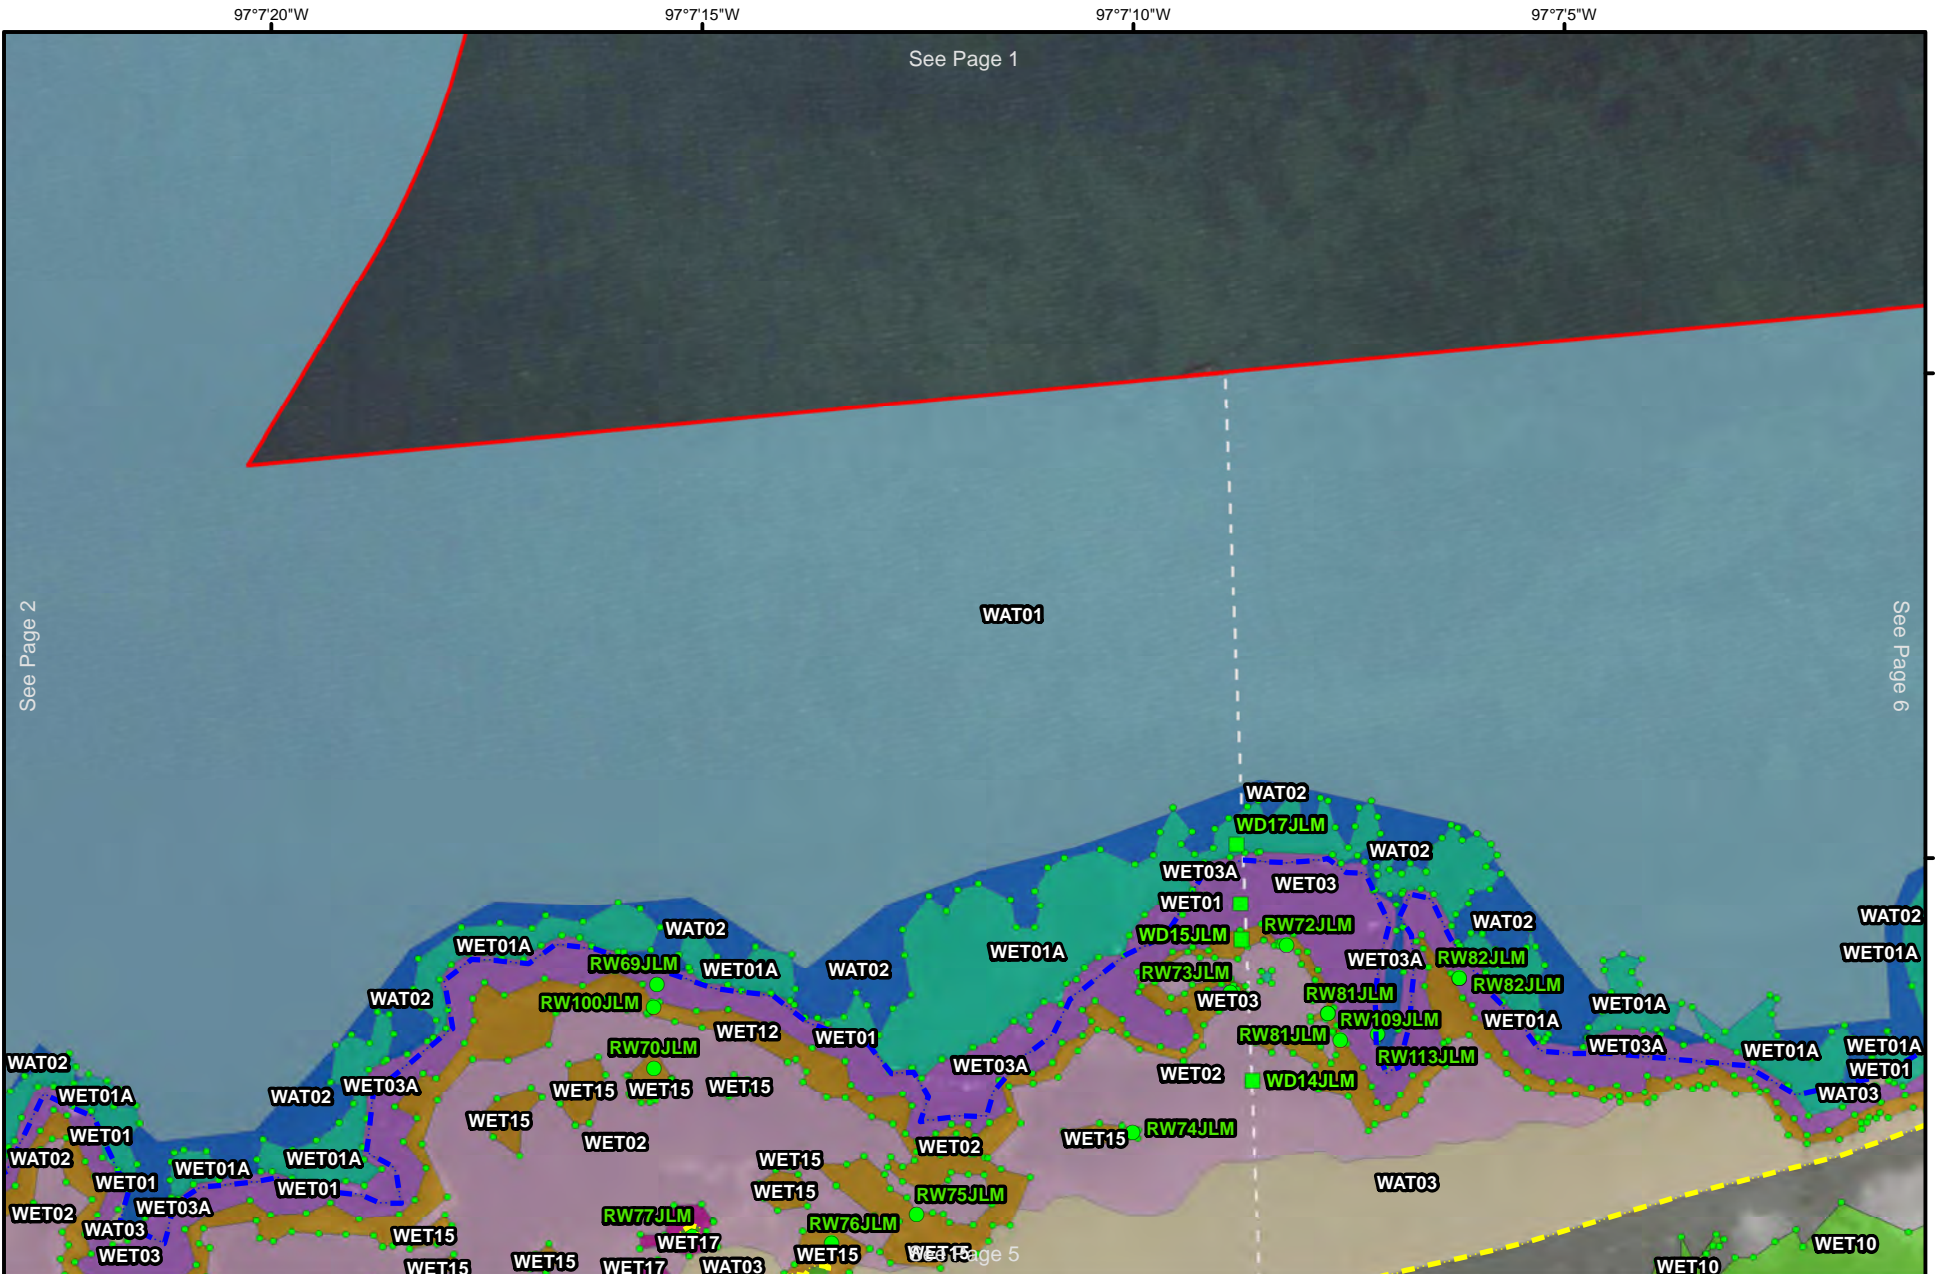 97°7'20"W
97°7'15"W
97°7'10"W
97°7'5"W
See Page 1
See Page 2
See Page 6
WAT01
WAT02
WD17JLM
WAT02
WET03A
WET03
WET01
WAT02
WAT02
RW72JLM
WAT02
WD15JLM
WET01A
WET01A
WET01A
RW82JLM
WET03A
RW69JLM
WET01A
WAT02
RW73JLM
RW82JLM
RW81JLM
WAT02
RW100JLM
WET03
WET01A
RW109JLM
WET01A
WET12
WET01
RW81JLM
WET03A
WET01A
RW70JLM
WET01A
RW113JLM
WAT02
WET03A
WET01
WET02
WD14JLM
WET03A
WET15
WET15
WET15
WAT03
WET01A
WAT02
WET15
RW74JLM
WET01
WET15
WET02
WET02
WAT02
WET01A
WET15
WET01A
WET01
WAT03
WET01
WET15
RW75JLM
WET03A
WET02
RW77JLM
RW76JLM
WAT03
WET15
WET17
WET10
WET03
WET15
WET15
See Page 5
WET15
WET15
WET17
WAT03
WET10